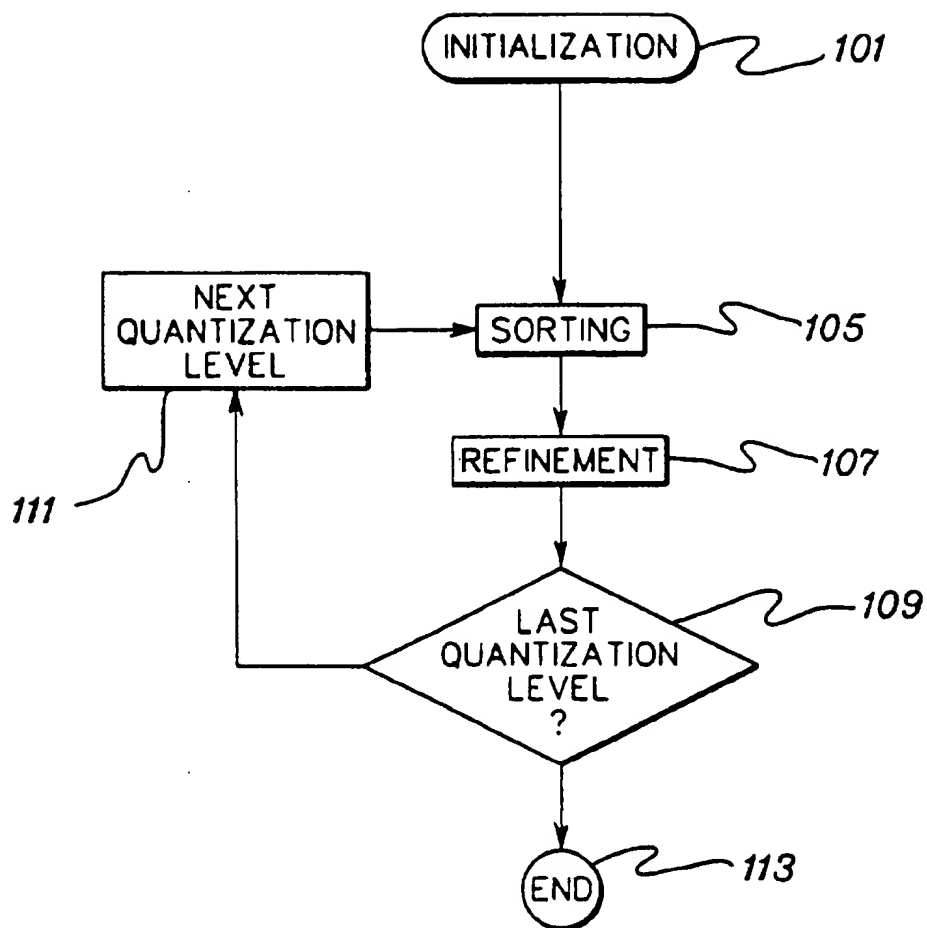 INITIALIZATION
101
NEXT
QUANTIZATION
LEVEL
111
SORTING
105
REFINEMENT
107
LAST
QUANTIZATION
LEVEL
?
109
END
113